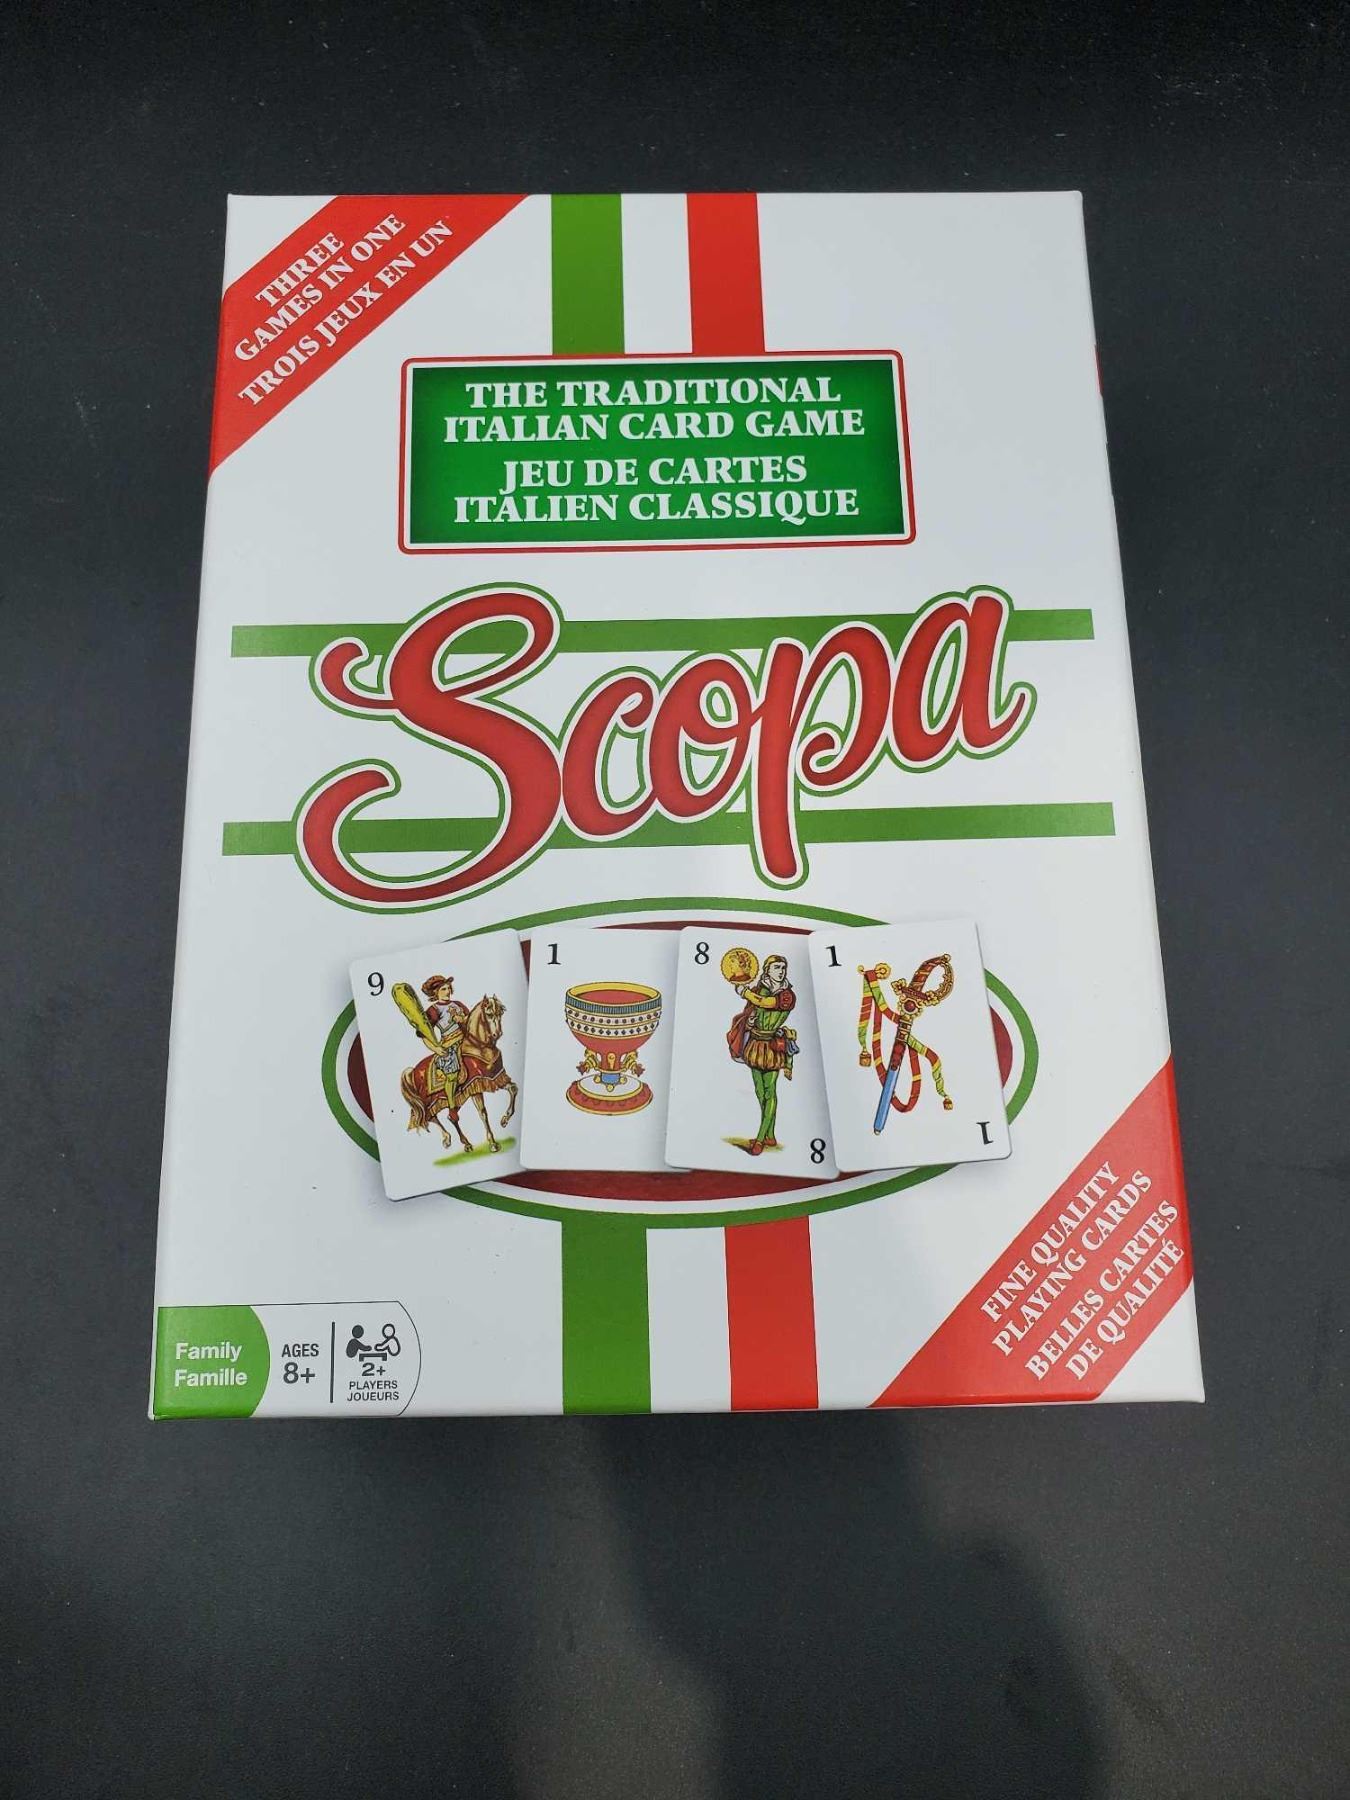 THREE
GAMES IN ONE
TROIS JEUX EN UN
THE TRADITIONAL
ITALIAN CARD GAME
JEU DE CARTES
ITALIEN CLASSIQUE
Scopa
9
1
8
8
1
1
FINE QUALITY
PLAYING CARDS
BELLES CARTES
DE QUALITÉ
Family
Famille
AGES
8+
2+
PLAYERS
JOUEURS